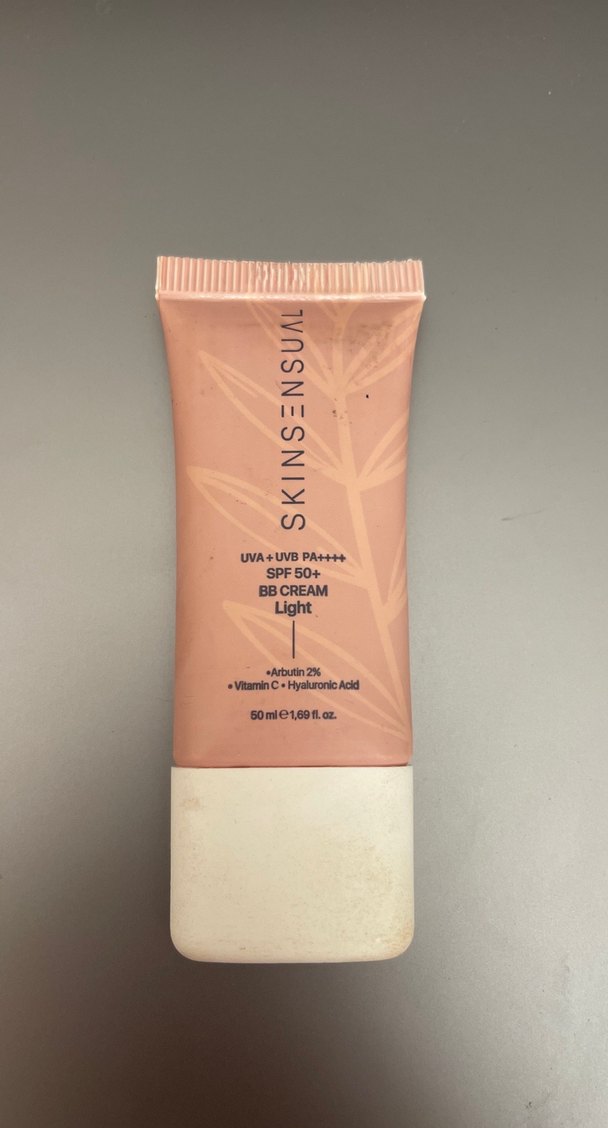 SKINSENSUAL
UVA + UVB PA++++
SPF 50+
BB CREAM
Light
•Arbutin 2%
• Vitamin C • Hyaluronic Acid
50 ml ℮ 1,69 fl. oz.